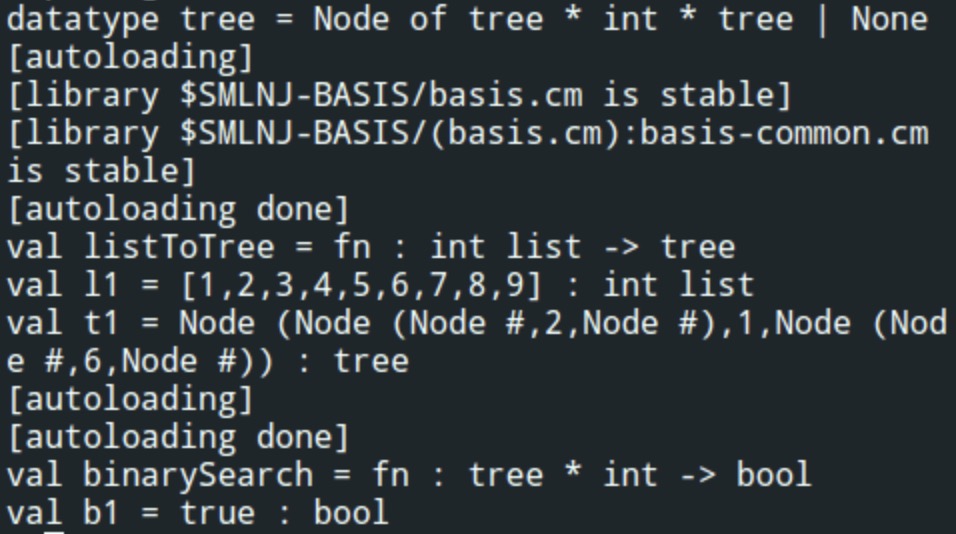 datatype tree = Node of tree * int * tree | None
[autoloading]
[library $SMLNJ-BASIS/basis.cm is stable]
[library $SMLNJ-BASIS/(basis.cm):basis-common.cm
is stable]
[autoloading done]
val listToTree = fn : int list -> tree
val l1 = [1,2,3,4,5,6,7,8,9] : int list
val t1 = Node (Node (Node #,2,Node #),1,Node (Nod
e #,6,Node #)) : tree
[autoloading]
[autoloading done]
val binarySearch = fn : tree * int -> bool
val b1 = true : bool